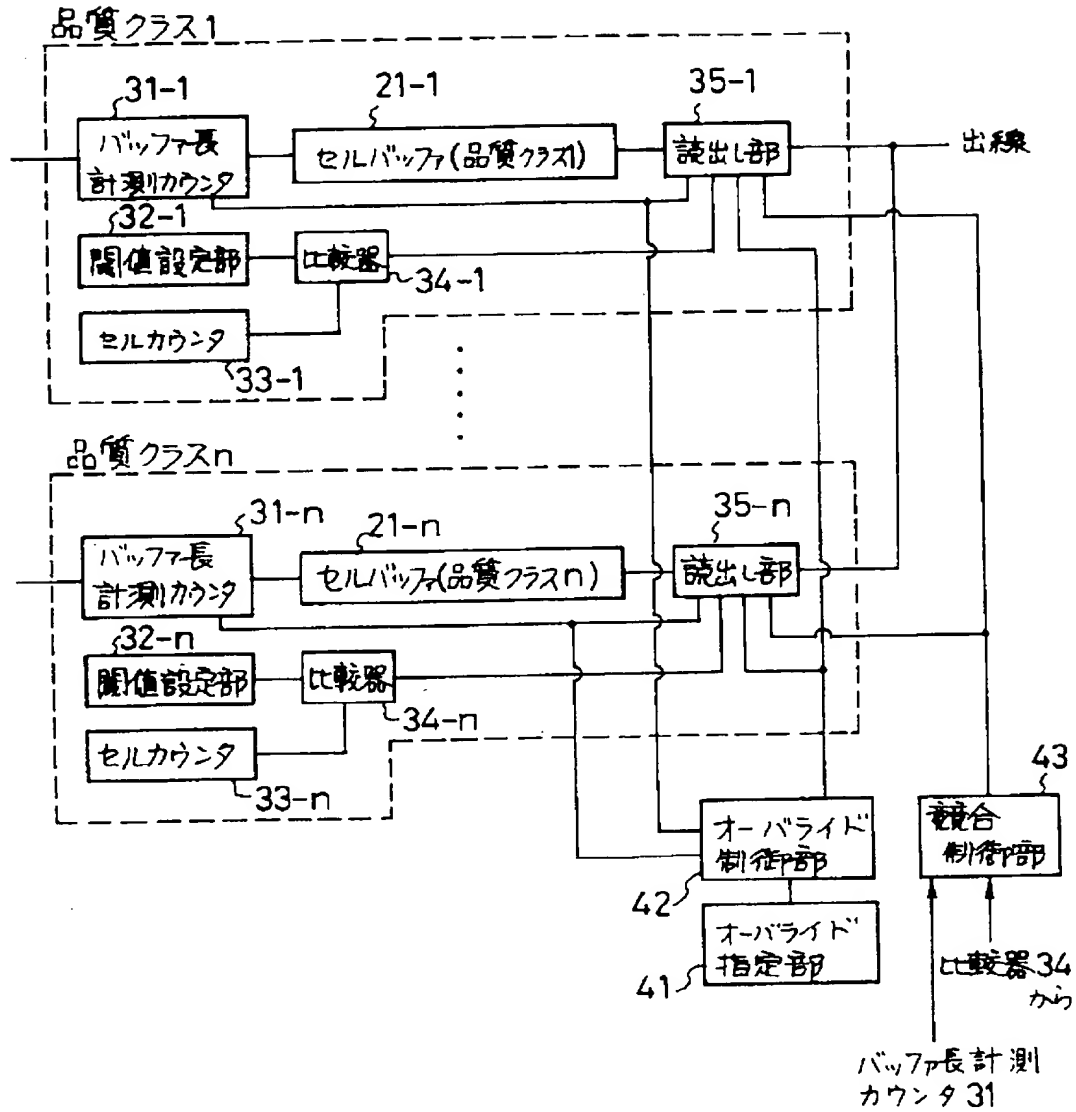 品質クラス1
31-1
21-1
35-1
バッファ長
計測カウンタ
セルバッファ(品質クラス1)
読出し部
出線
32-1
閾値設定部
比較器
34-1
セルカウンタ
33-1
品質クラスn
31-n
21-n
35-n
バッファ長
計測カウンタ
セルバッファ(品質クラスn)
読出し部
32-n
閾値設定部
比較器
34-n
セルカウンタ
33-n
43
オーバライド
制御部
競合
制御部
42
オーバライド
指定部
41
比較器34
から
バッファ長計測
カウンタ31